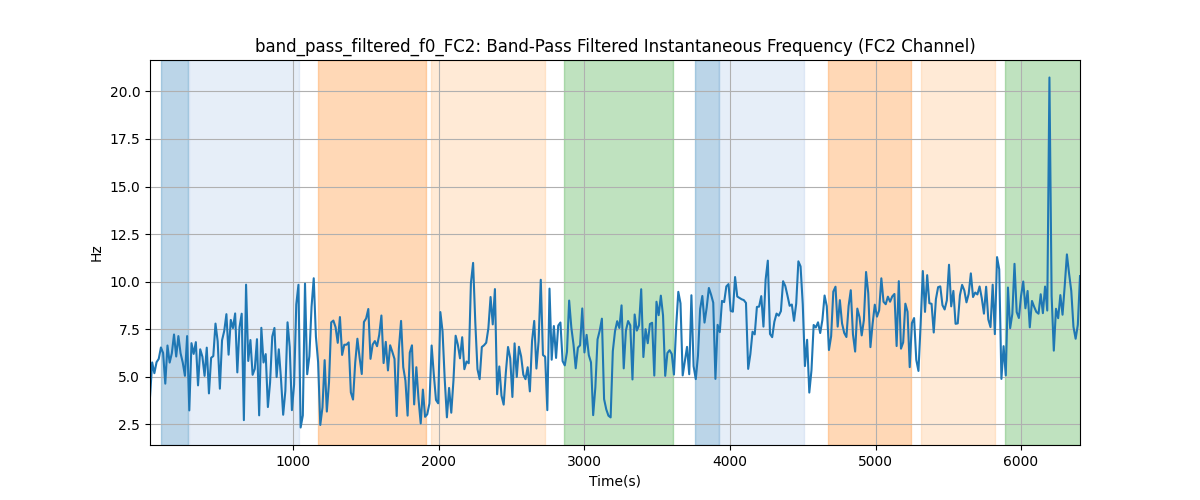 band_pass_filtered_f0_FC2: Band-Pass Filtered Instantaneous Frequency (FC2 Channel)
20.0
17.5
15.0
12.5
10.0
7.5
5.0
2.5
Hz
1000 2000 3000 4000 5000 6000
Time(s)